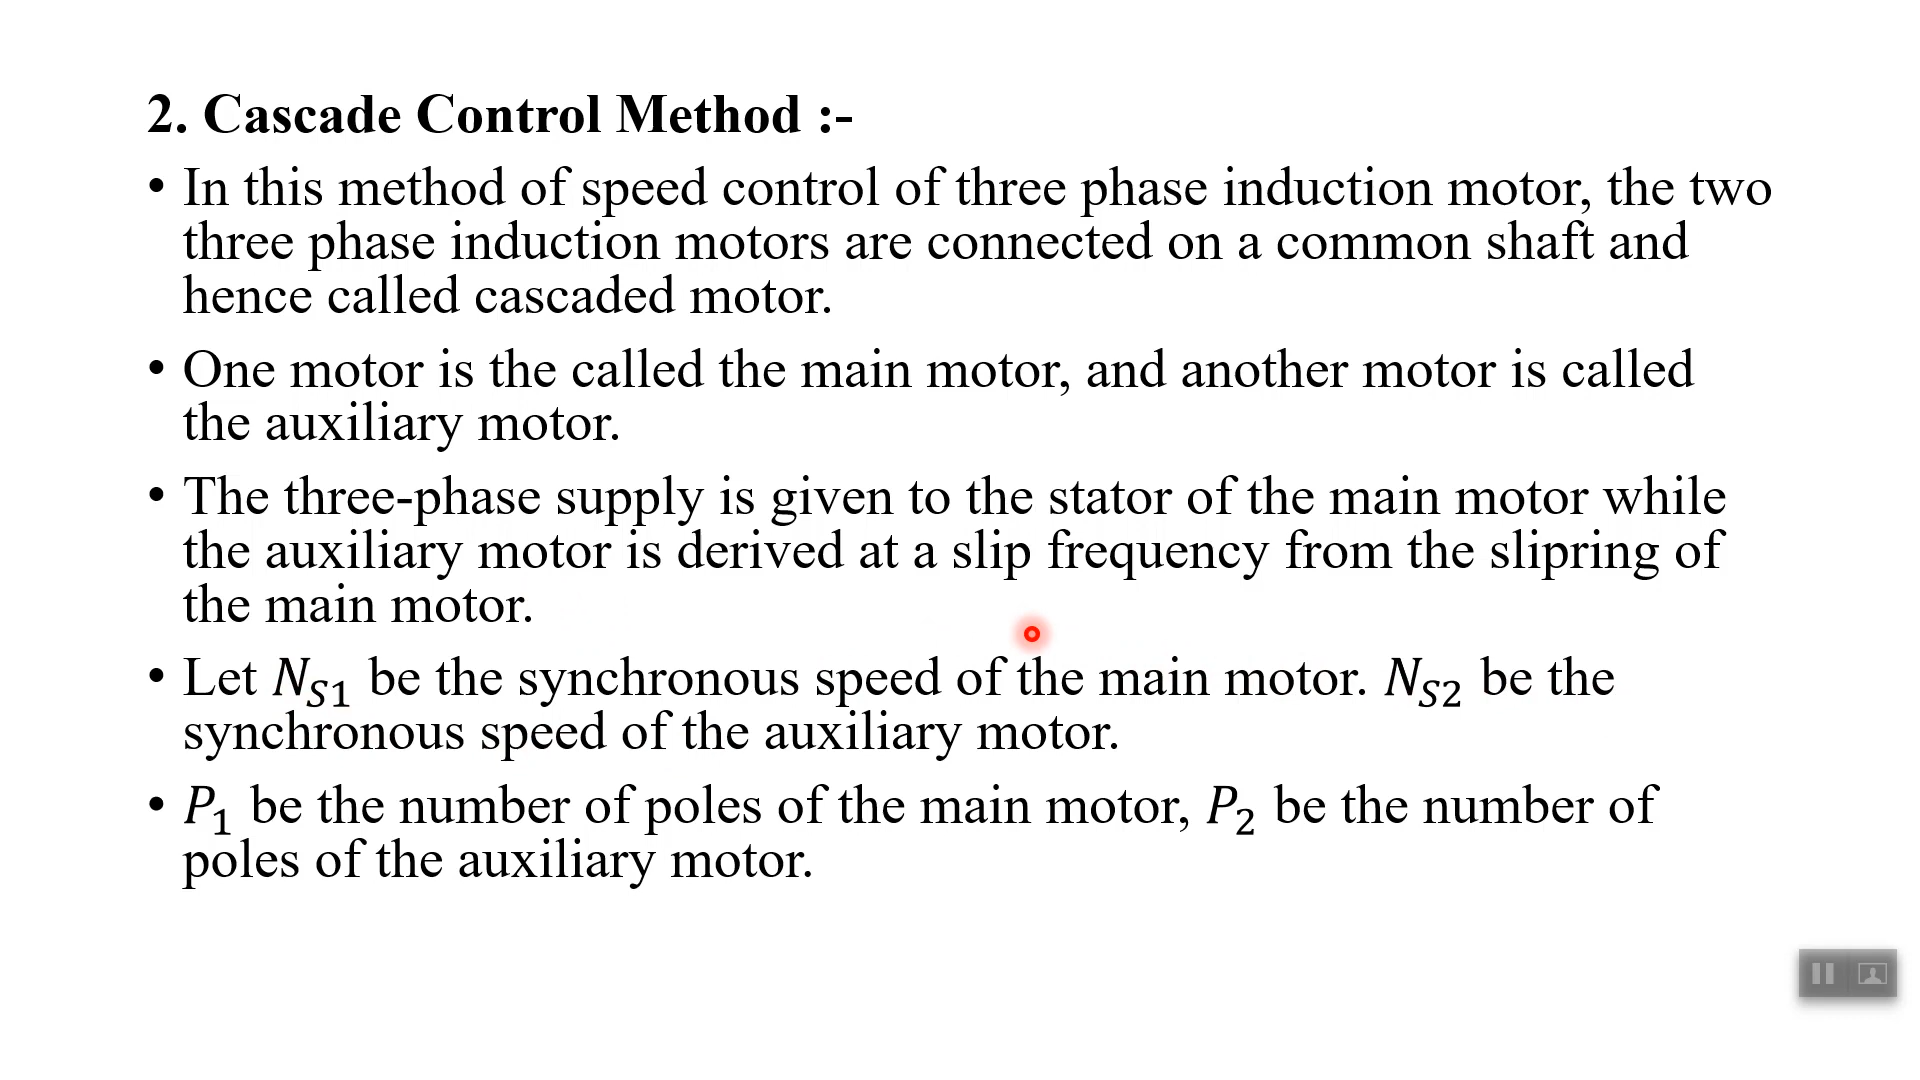 2. Cascade Control Method :-
• In this method of speed control of three phase induction motor, the two
three phase induction motors are connected on a common shaft and
hence called cascaded motor.
• One motor is the called the main motor, and another motor is called
the auxiliary motor.
• The three-phase supply is given to the stator of the main motor while
the auxiliary motor is derived at a slip frequency from the slipring of
the main motor.
• Let N_{S1} be the synchronous speed of the main motor. N_{S2} be the
synchronous speed of the auxiliary motor.
• P_1 be the number of poles of the main motor, P_2 be the number of
poles of the auxiliary motor.